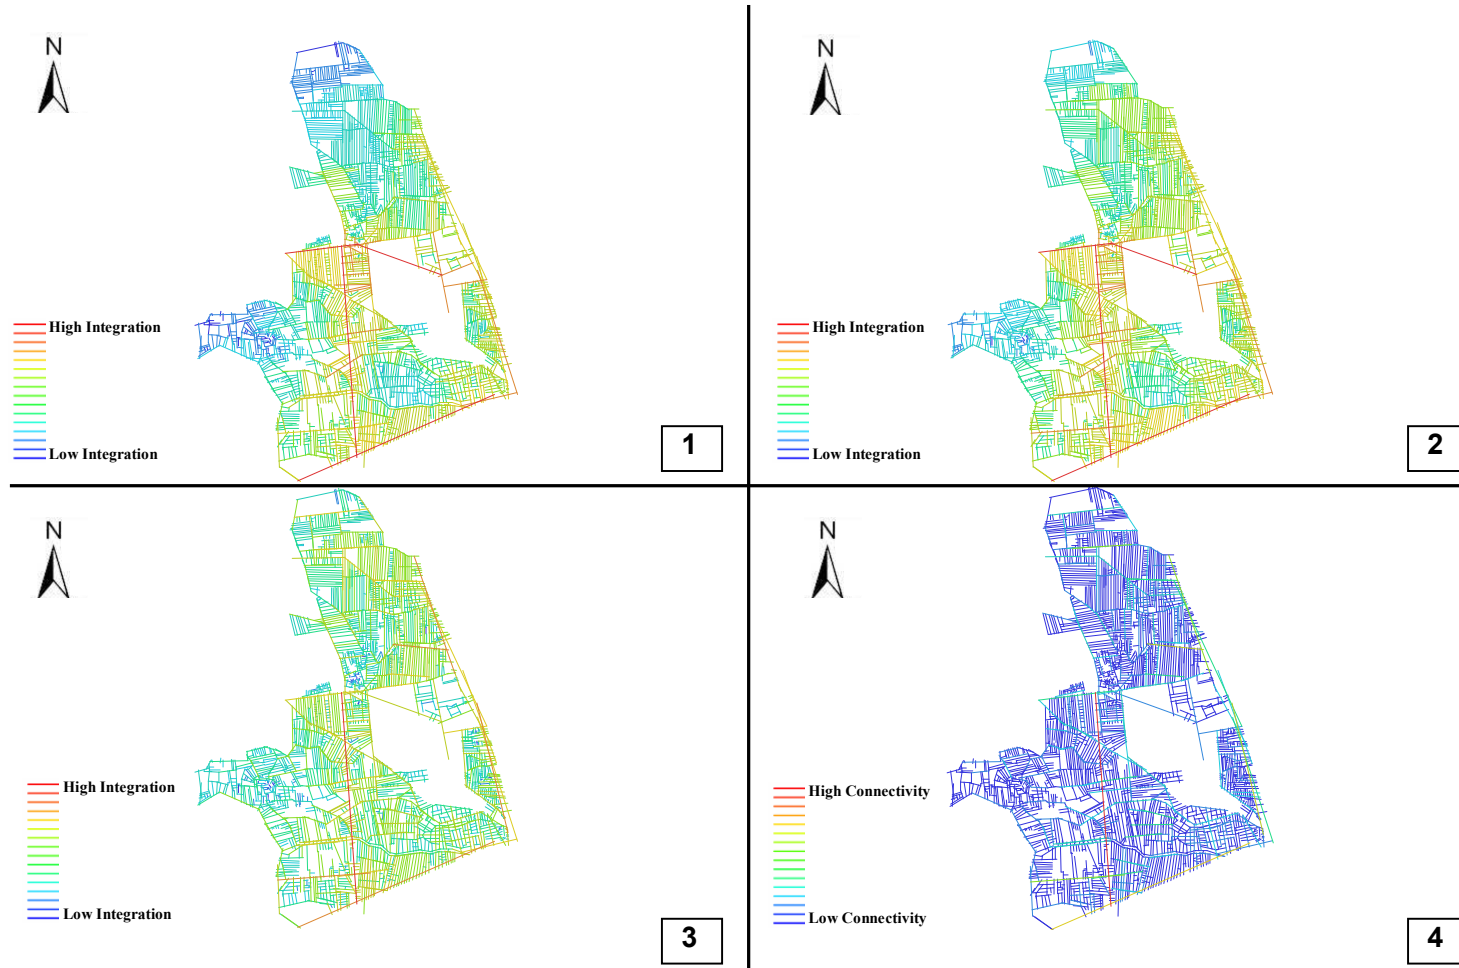 N
High Integration
Low Integration
1
N
High Integration
Low Integration
2
N
High Integration
Low Integration
3
N
High Connectivity
Low Connectivity
4